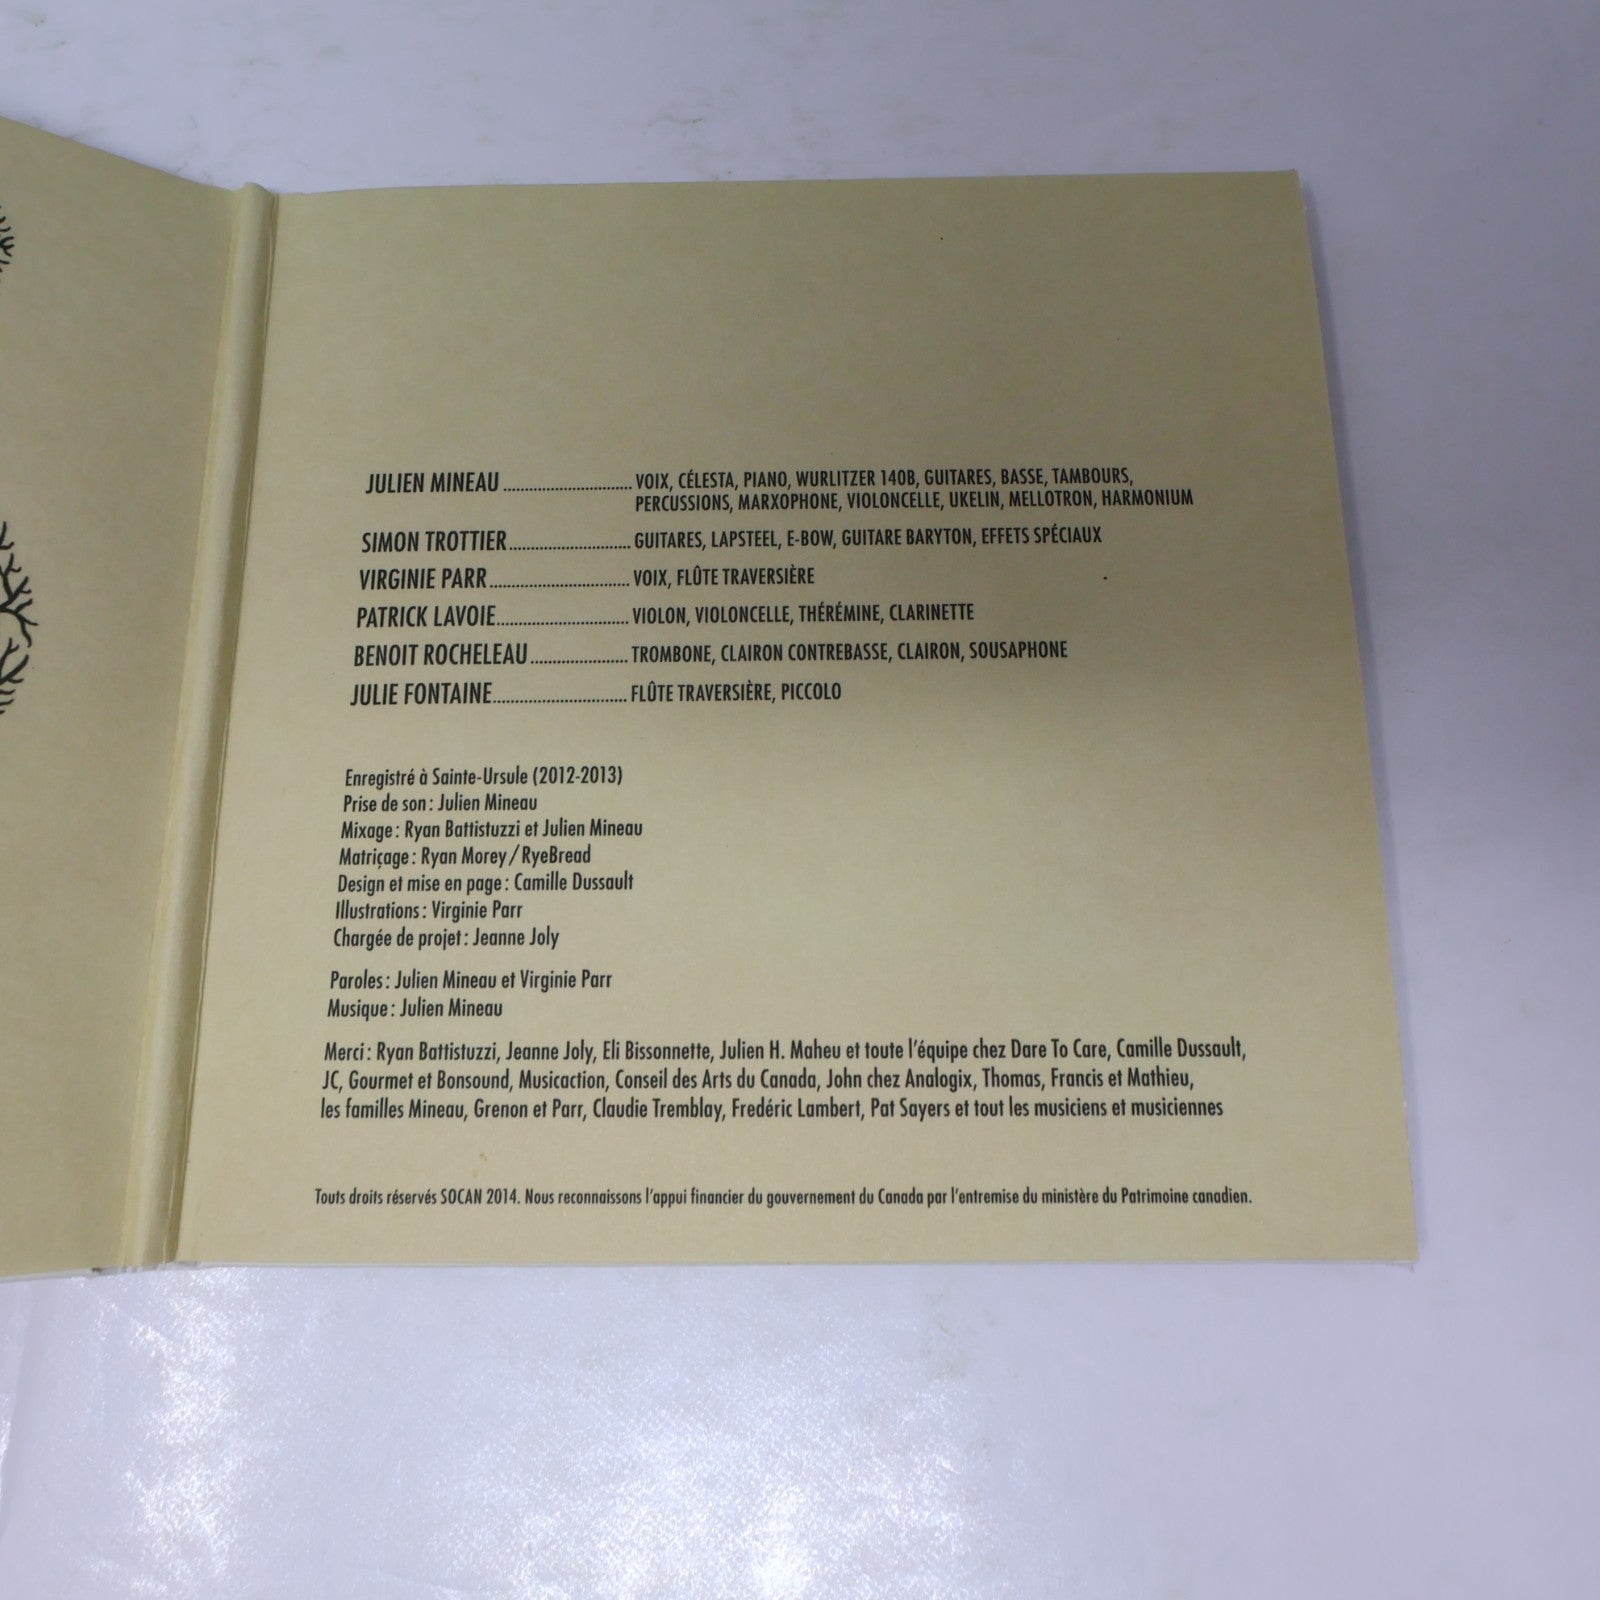 JULIEN MINEAU .............................. VOIX, CÉLESTA, PIANO, WURLITZER 140B, GUITARES, BASSE, TAMBOURS,
PERCUSSIONS, MARXOPHONE, VIOLONCELLE, UKELIN, MELLOTRON, HARMONIUM
SIMON TROTTIER............................ GUITARES, LAPSTEEL, E-BOW, GUITARE BARYTON, EFFETS SPÉCIAUX
VIRGINIE PARR ................................ VOIX, FLÛTE TRAVERSIÈRE
PATRICK LAVOIE.............................. VIOLON, VIOLONCELLE, THÉRÉMINE, CLARINETTE
BENOIT ROCHELEAU ...................... TROMBONE, CLAIRON CONTREBASSE, CLAIRON, SOUSAPHONE
JULIE FONTAINE.............................. FLÛTE TRAVERSIÈRE, PICCOLO
Enregistré à Sainte-Ursule (2012-2013)
Prise de son : Julien Mineau
Mixage : Ryan Battistuzzi et Julien Mineau
Matriçage : Ryan Morey / RyeBread
Design et mise en page : Camille Dussault
Illustrations : Virginie Parr
Chargée de projet : Jeanne Joly
Paroles : Julien Mineau et Virginie Parr
Musique : Julien Mineau
Merci : Ryan Battistuzzi, Jeanne Joly, Eli Bissonnette, Julien H. Maheu et toute l'équipe chez Dare To Care, Camille Dussault,
JC, Gourmet et Bonsound, Musicaction, Conseil des Arts du Canada, John chez Analogix, Thomas, Francis et Mathieu,
les familles Mineau, Grenon et Parr, Claudie Tremblay, Fredéric Lambert, Pat Sayers et tout les musiciens et musiciennes
Touts droits réservés SOCAN 2014. Nous reconnaissons l'appui financier du gouvernement du Canada par l'entremise du ministère du Patrimoine canadien.